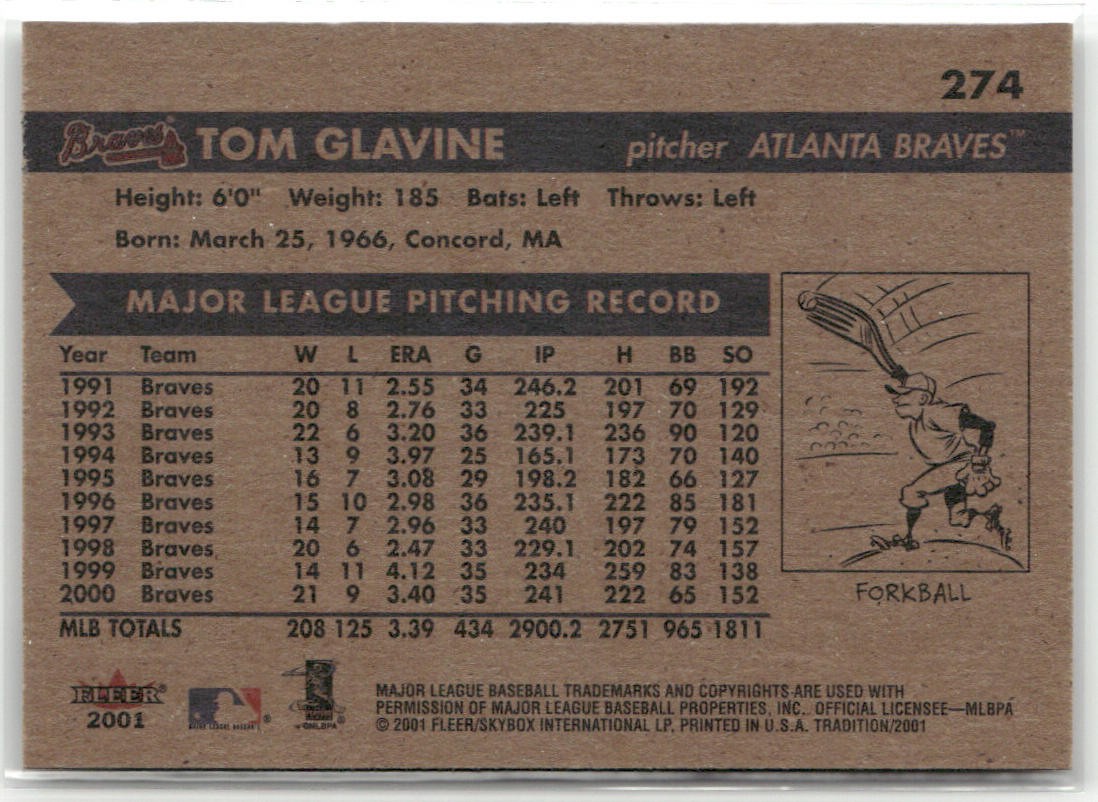 274
Braves TOM GLAVINE pitcher ATLANTA BRAVES™
Height: 6'0" Weight: 185 Bats: Left Throws: Left
Born: March 25, 1966, Concord, MA
MAJOR LEAGUE PITCHING RECORD
Year Team W L ERA G IP H BB SO
1991 Braves 20 11 2.55 34 246.2 201 69 192
1992 Braves 20 8 2.76 33 225 197 70 129
1993 Braves 22 6 3.20 36 239.1 236 90 120
1994 Braves 13 9 3.97 25 165.1 173 70 140
1995 Braves 16 7 3.08 29 198.2 182 66 127
1996 Braves 15 10 2.98 36 235.1 222 85 181
1997 Braves 14 7 2.96 33 240 197 79 152
1998 Braves 20 6 2.47 33 229.1 202 74 157
1999 Braves 14 11 4.12 35 234 259 83 138
2000 Braves 21 9 3.40 35 241 222 65 152
MLB TOTALS 208 125 3.39 434 2900.2 2751 965 1811
FORKBALL
FLEER®
2001
MAJOR LEAGUE BASEBALL®
©MLBPA
MAJOR LEAGUE BASEBALL TRADEMARKS AND COPYRIGHTS ARE USED WITH
PERMISSION OF MAJOR LEAGUE BASEBALL PROPERTIES, INC. OFFICIAL LICENSEE—MLBPA
© 2001 FLEER/SKYBOX INTERNATIONAL LP. PRINTED IN U.S.A. TRADITION/2001